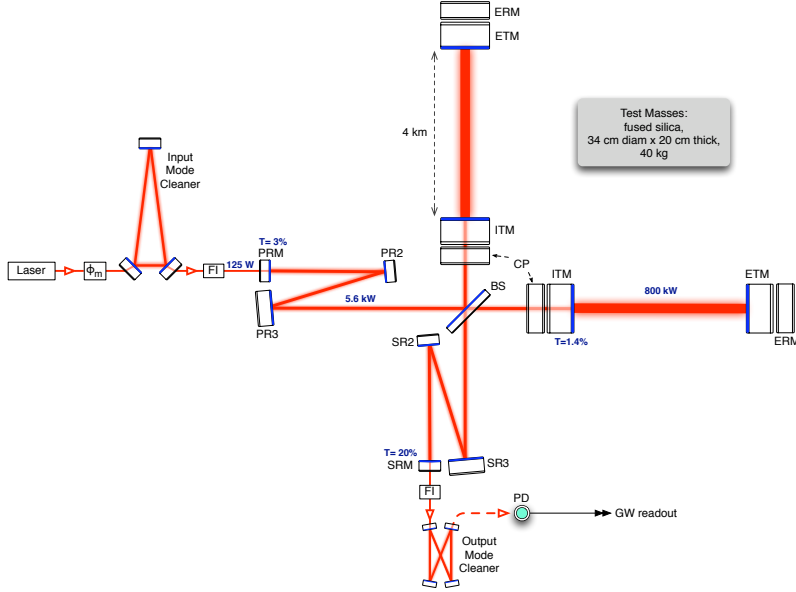 ERM
ETM
4 km
Test Masses:
fused silica,
34 cm diam x 20 cm thick,
40 kg
Input
Mode
Cleaner
ITM
T= 3%
PRM
PR2
CP
Laser
Φm
FI
125 W
BS
ITM
ETM
5.6 kW
800 kW
PR3
SR2
T=1.4%
ERM
T= 20%
SRM
SR3
FI
PD
GW readout
Output
Mode
Cleaner